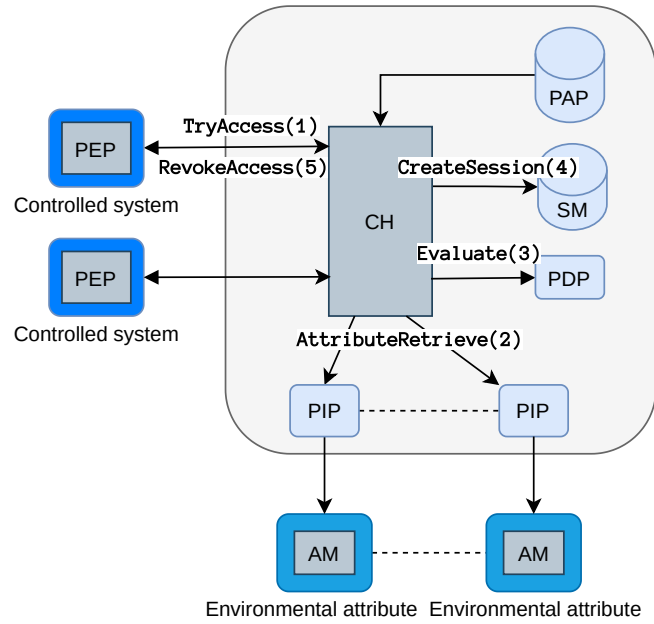 PAP
TryAccess(1)
PEP
RevokeAccess(5)
CreateSession(4)
Controlled system
SM
CH
Evaluate(3)
PEP
PDP
Controlled system
AttributeRetrieve(2)
PIP
PIP
AM
AM
Environmental attribute
Environmental attribute